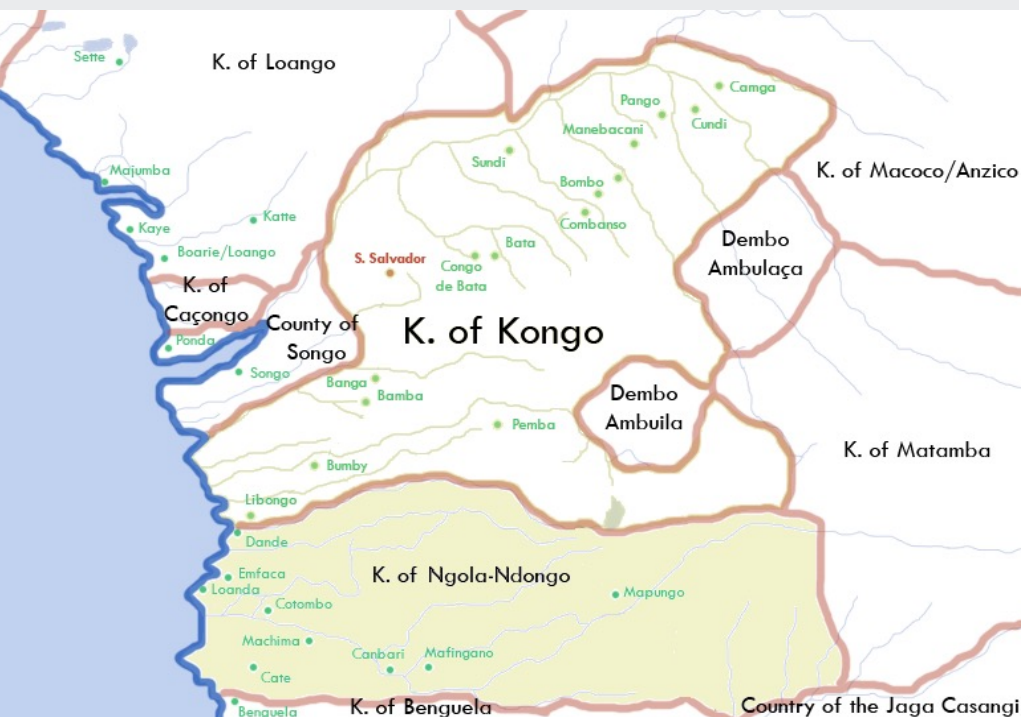 Sette
K. of Loango
Camga
Pango
Cundi
Manebacani
Sundi
K. of Macoco/Anzico
Majumba
Bombo
Katte
Kaye
Combanso
Boarie/Loango
Bata
Dembo
Ambulaça
S. Salvador
Congo
de Bata
K. of
Caçongo
County of
Songo
K. of Kongo
Ponda
Songo
Banga
Bamba
Dembo
Ambuila
Pemba
K. of Matamba
Bumby
Libongo
Dande
Emfaca
K. of Ngola-Ndongo
Loanda
Mapungo
Cotombo
Machima
Canbari
Mafingano
Cate
Benguela
K. of Benguela
Country of the Jaga Casangi